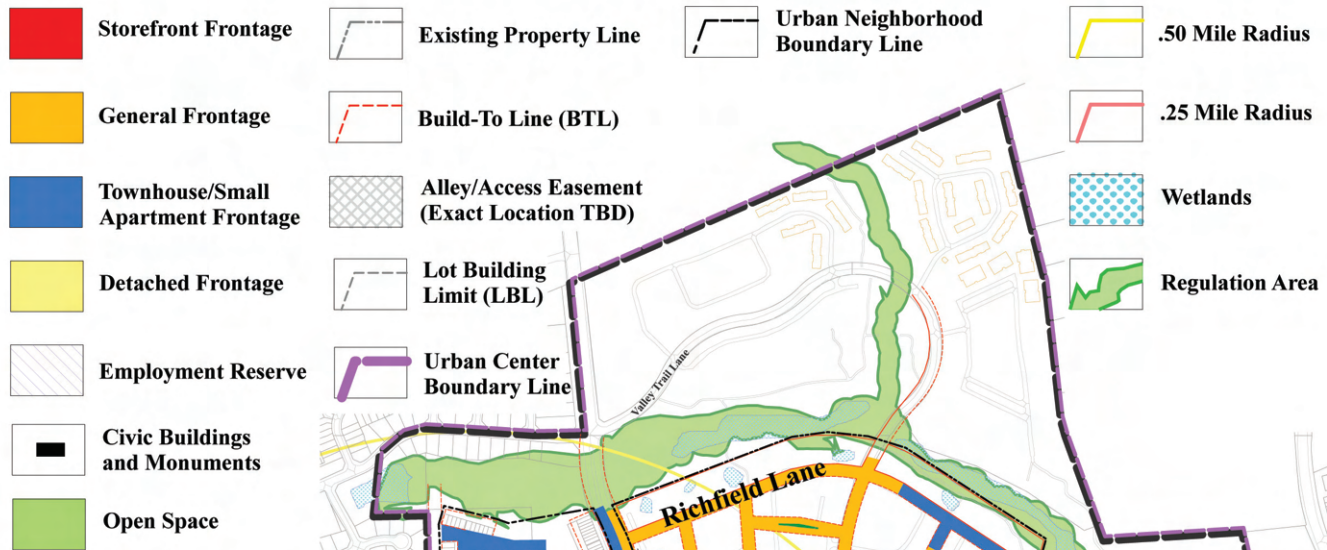 Storefront Frontage
General Frontage
Townhouse/Small
Apartment Frontage
Detached Frontage
Employment Reserve
Civic Buildings
and Monuments
Open Space
Existing Property Line
Build-To Line (BTL)
Alley/Access Easement
(Exact Location TBD)
Lot Building
Limit (LBL)
Urban Center
Boundary Line
Urban Neighborhood
Boundary Line
.50 Mile Radius
.25 Mile Radius
Wetlands
Regulation Area
Valley Trail Lane
Richfield Lane